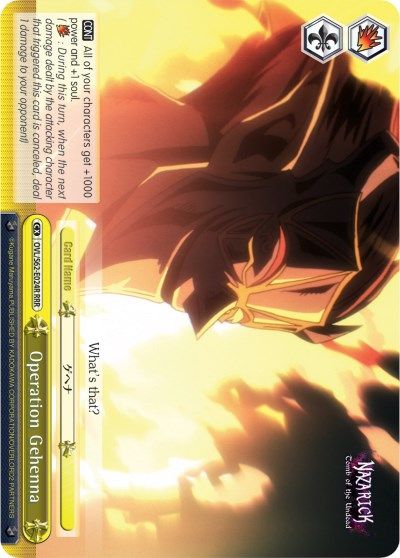 CONT All of your characters get +1000
power and +1 soul.
( : During this turn, when the next
damage dealt by the attacking character
that triggered this card is canceled, deal
1 damage to your opponent)
NAZARICK
Tomb of the Undead
What's that?
Card Name
ゲヘナ
CX OVL/S62-E024R RRR
Operation Gehenna
©Kugane Maruyama,PUBLISHED BY KADOKAWA CORPORATION/OVERLORD2 PARTNERS